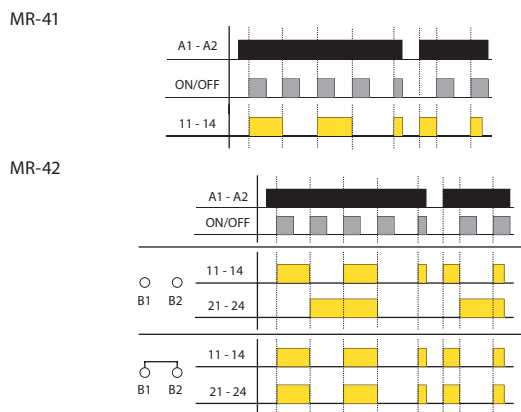 MR-41
A1 - A2
ON/OFF
11 - 14
MR-42
A1 - A2
ON/OFF
11 - 14
B1 B2
21 - 24
11 - 14
B1 B2
21 - 24